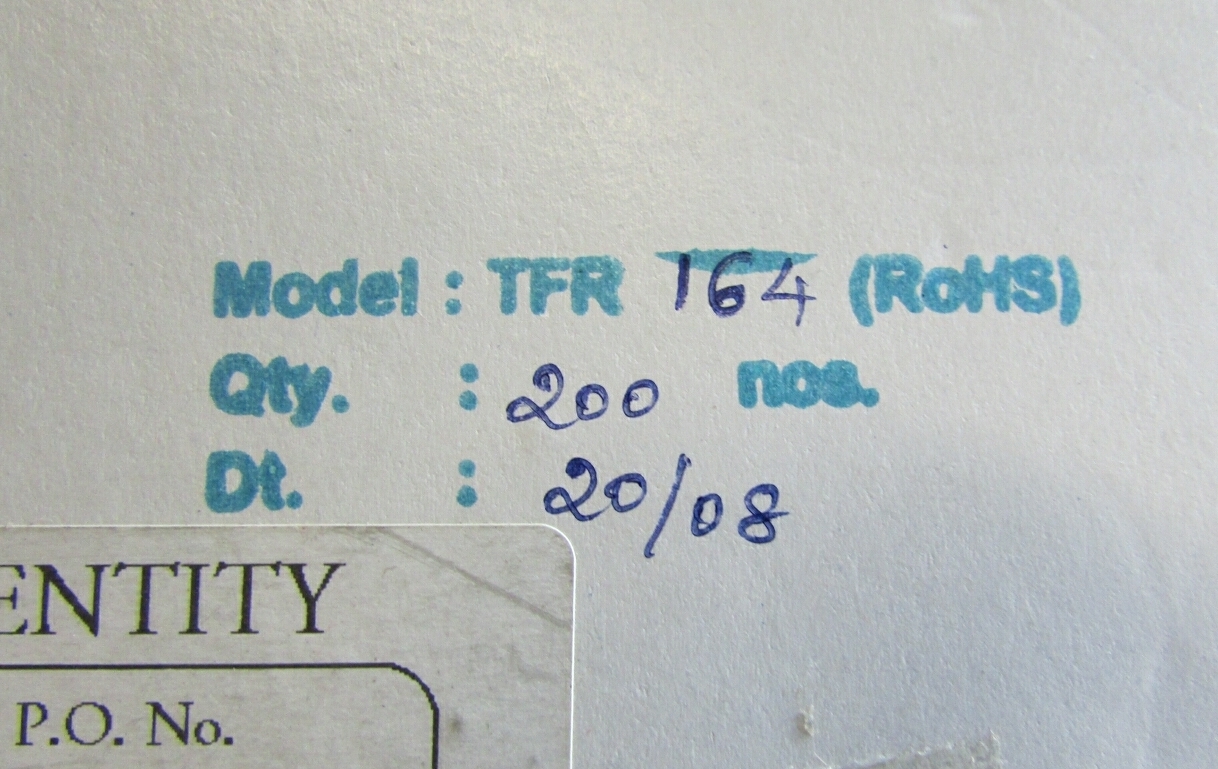 Model : TFR 164 (RoHS)
Qty. : 200 nos.
Dt. : 20/08
ENTITY
P.O. No.